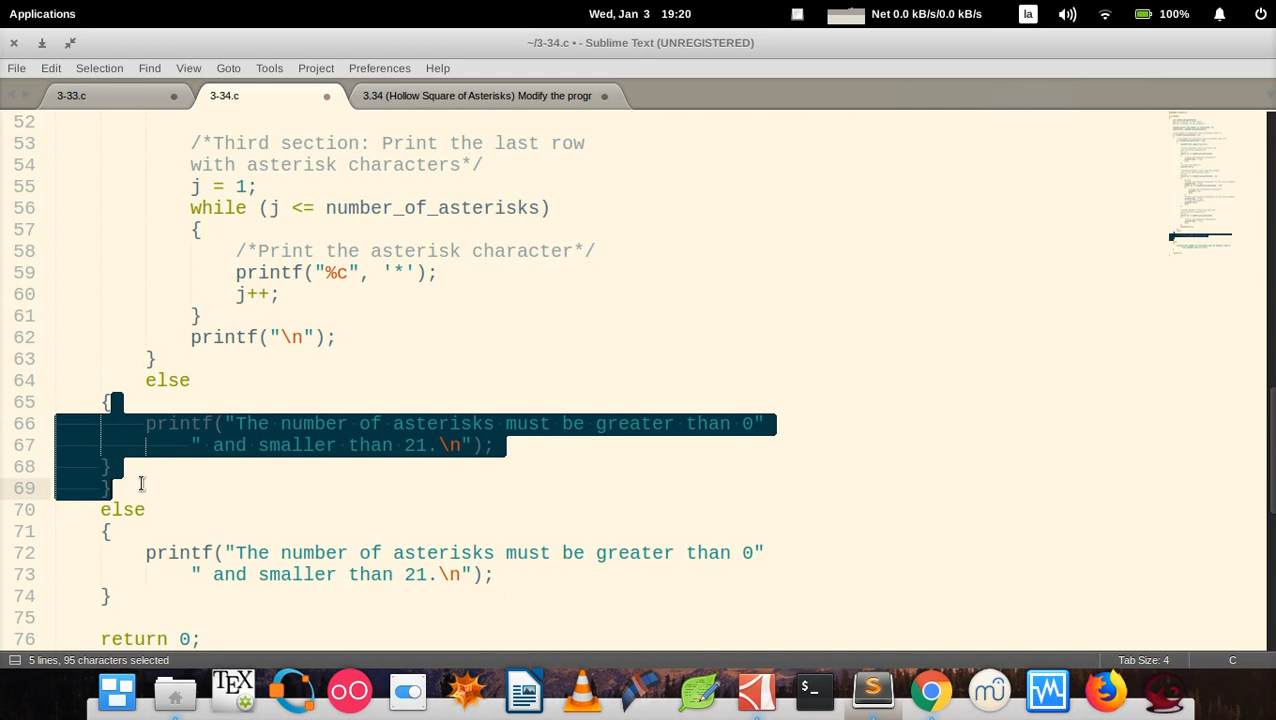 Applications
Wed, Jan 3 19:20
Net 0.0 kB/s/0.0 kB/s
la
100%
~/3-34.c • - Sublime Text (UNREGISTERED)
File Edit Selection Find View Goto Tools Project Preferences Help
3-33.c
3-34.c
3.34 (Hollow Square of Asterisks) Modify the progr
52
53 /*Third section: Print the last row
54 with asterisk characters*/
55 j = 1;
56 while (j <= number_of_asterisks)
57 {
58 /*Print the asterisk character*/
59 printf("%c", '*');
60 j++;
61 }
62 printf("\n");
63 }
64 else
65 {
66 printf("The number of asterisks must be greater than 0"
67 " and smaller than 21.\n");
68 }
69 }
70 else
71 {
72 printf("The number of asterisks must be greater than 0"
73 " and smaller than 21.\n");
74 }
75
76 return 0;
5 lines, 95 characters selected
Tab Size: 4
C
TEX
>_
S
mu